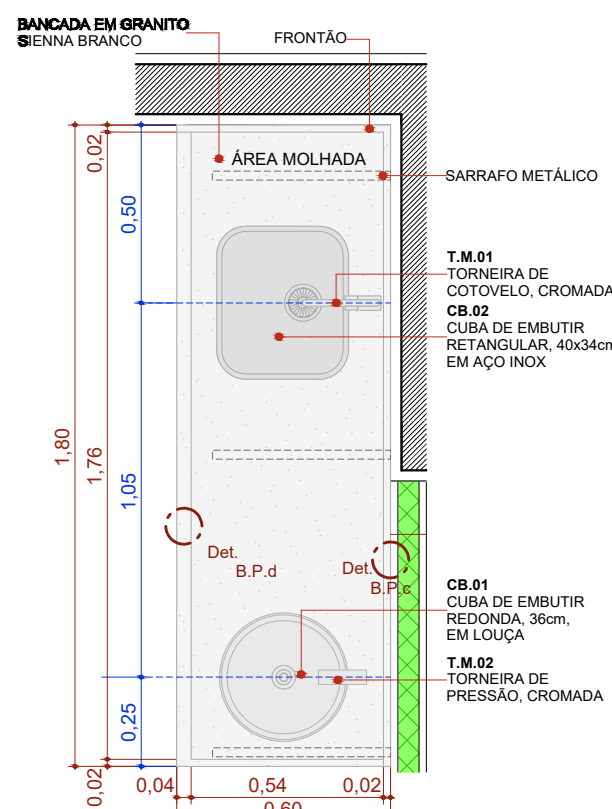 BANCADA EM GRANITO
SIENNA BRANCO
FRONTÃO
ÁREA MOLHADA
SARRAFO METÁLICO
T.M.01
TORNEIRA DE
COTOVELO, CROMADA
CB.02
CUBA DE EMBUTIR
RETANGULAR, 40x34cm
EM AÇO INOX
0,02
0,50
1,80
1,76
1,05
Det.
B.P.d
Det.
B.P.c
CB.01
CUBA DE EMBUTIR
REDONDA, 36cm,
EM LOUÇA
T.M.02
TORNEIRA DE
PRESSÃO, CROMADA
0,25
0,02
0,04
0,54
0,02
0,60